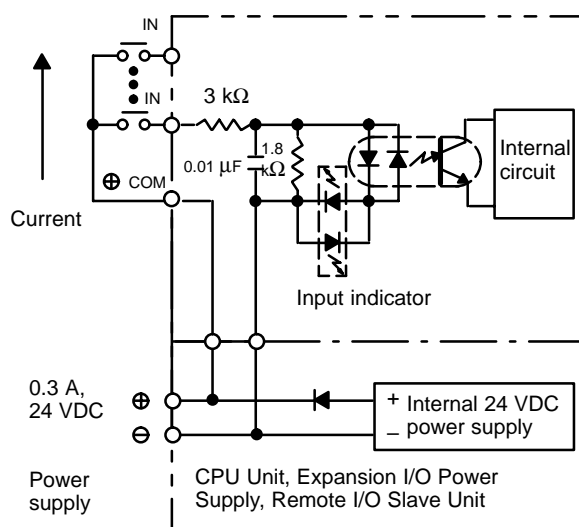 IN
IN
3 kΩ
0.01 µF
1.8
kΩ
Internal
circuit
⊕ COM
Current
Input indicator
0.3 A,
24 VDC
⊕
⊖
+ Internal 24 VDC
– power supply
Power
supply
CPU Unit, Expansion I/O Power
Supply, Remote I/O Slave Unit